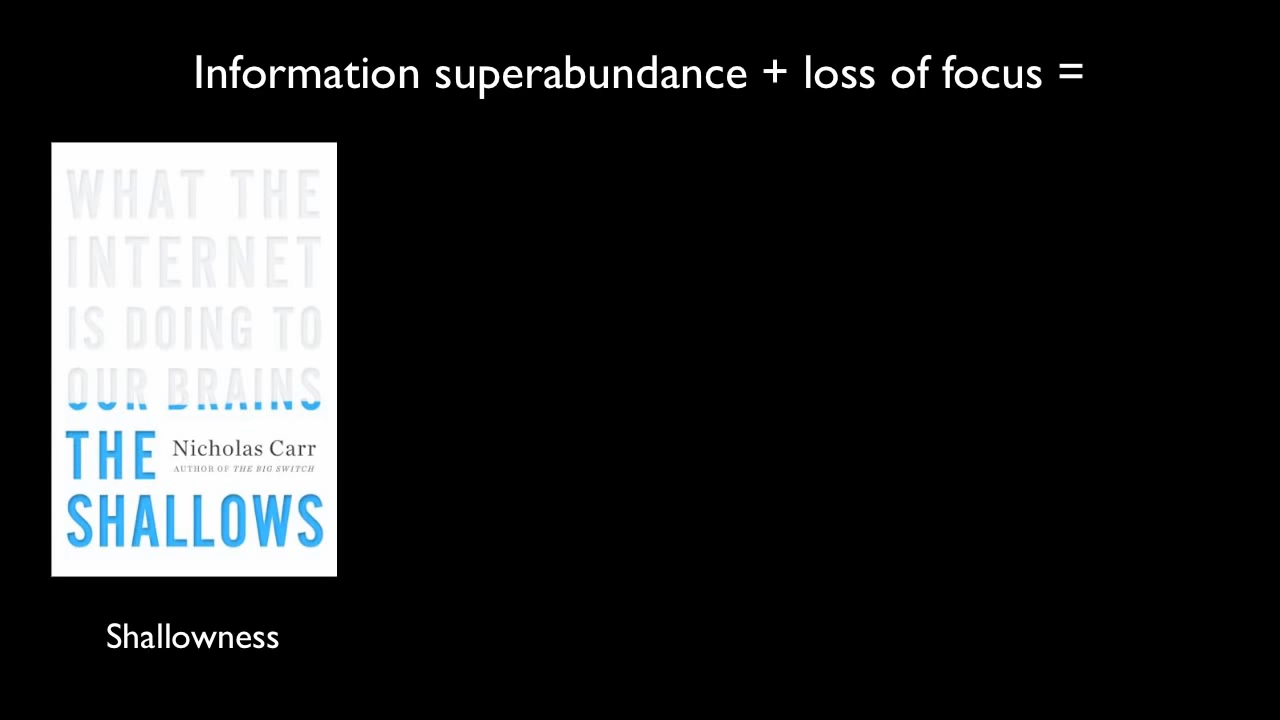 Information superabundance + loss of focus =
WHAT THE
INTERNET
IS DOING TO
OUR BRAINS
THE
Nicholas Carr
AUTHOR OF THE BIG SWITCH
SHALLOWS
Shallowness